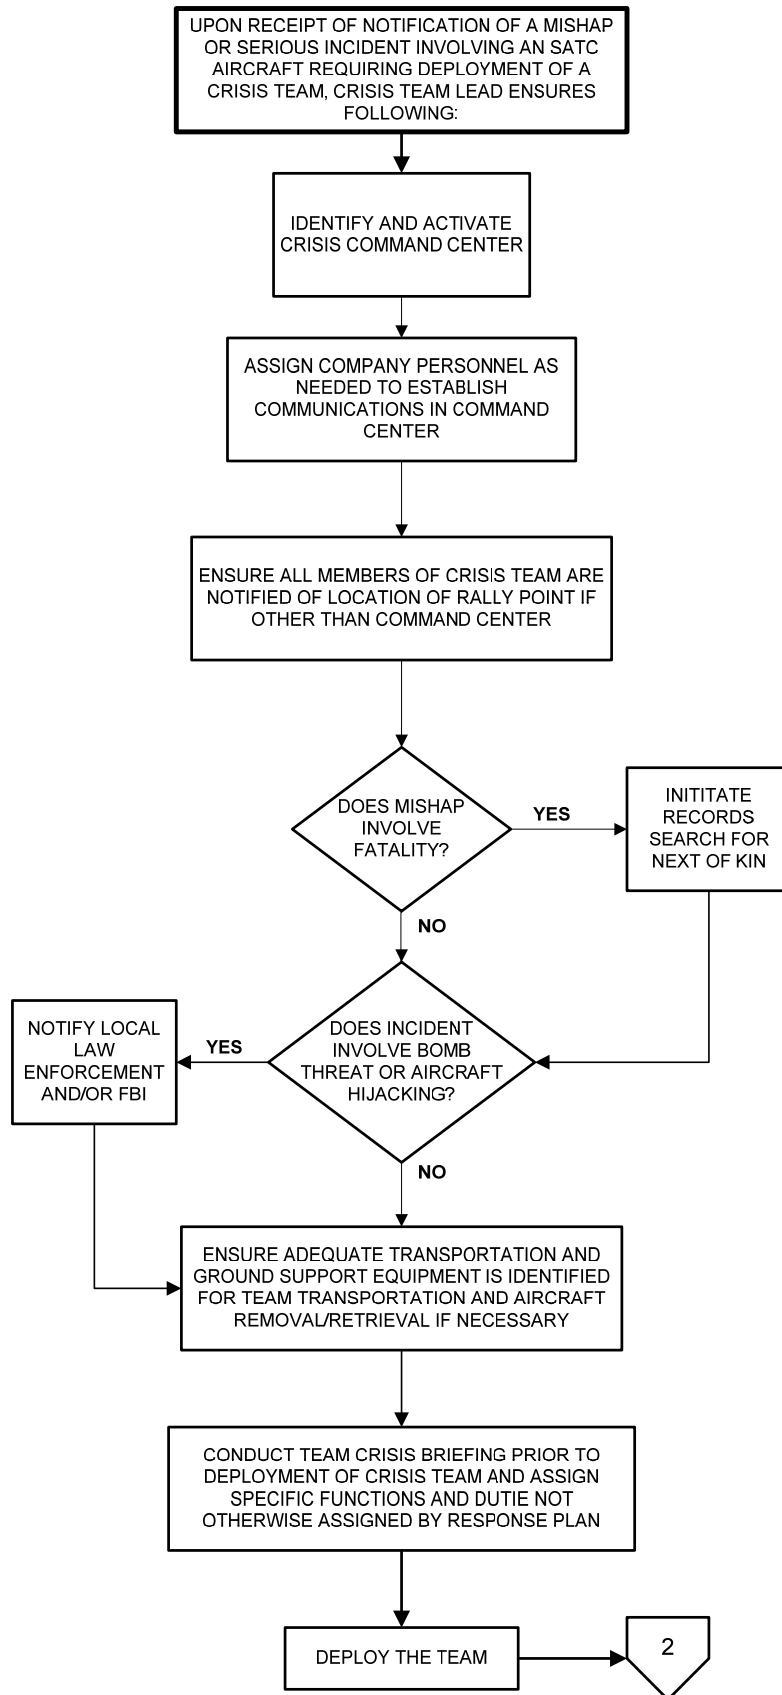 UPON RECEIPT OF NOTIFICATION OF A MISHAP
OR SERIOUS INCIDENT INVOLVING AN SATC
AIRCRAFT REQUIRING DEPLOYMENT OF A
CRISIS TEAM, CRISIS TEAM LEAD ENSURES
FOLLOWING:
IDENTIFY AND ACTIVATE
CRISIS COMMAND CENTER
ASSIGN COMPANY PERSONNEL AS
NEEDED TO ESTABLISH
COMMUNICATIONS IN COMMAND
CENTER
ENSURE ALL MEMBERS OF CRISIS TEAM ARE
NOTIFIED OF LOCATION OF RALLY POINT IF
OTHER THAN COMMAND CENTER
DOES MISHAP
INVOLVE
FATALITY?
YES
INITITATE
RECORDS
SEARCH FOR
NEXT OF KIN
NO
DOES INCIDENT
INVOLVE BOMB
THREAT OR AIRCRAFT
HIJACKING?
YES
NOTIFY LOCAL
LAW
ENFORCEMENT
AND/OR FBI
NO
ENSURE ADEQUATE TRANSPORTATION AND
GROUND SUPPORT EQUIPMENT IS IDENTIFIED
FOR TEAM TRANSPORTATION AND AIRCRAFT
REMOVAL/RETRIEVAL IF NECESSARY
CONDUCT TEAM CRISIS BRIEFING PRIOR TO
DEPLOYMENT OF CRISIS TEAM AND ASSIGN
SPECIFIC FUNCTIONS AND DUTIE NOT
OTHERWISE ASSIGNED BY RESPONSE PLAN
DEPLOY THE TEAM
2